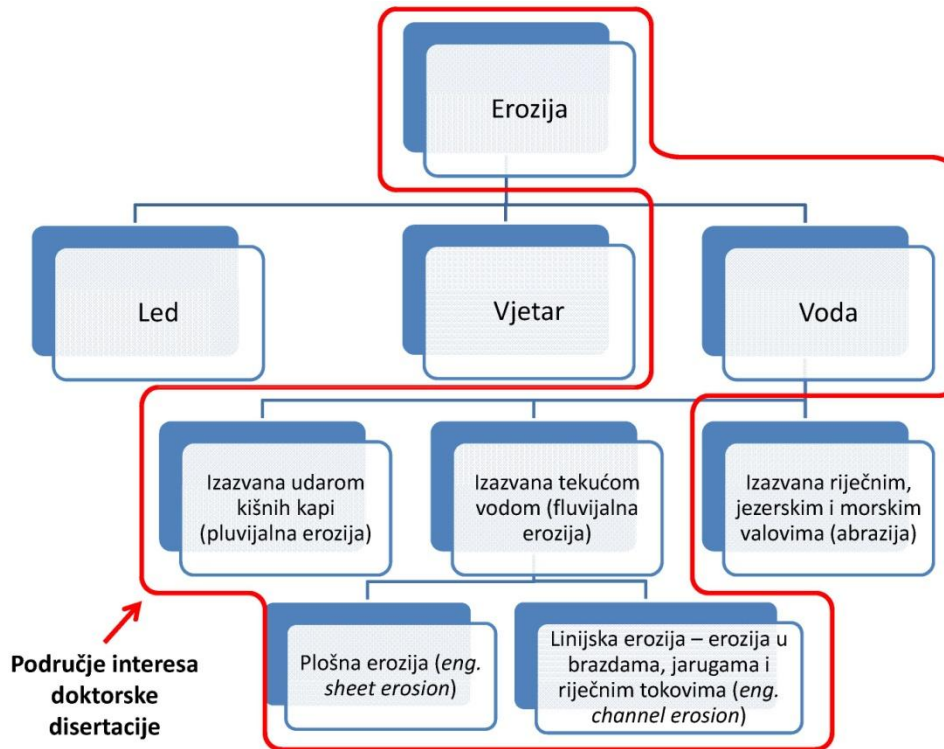 Erozija
Led
Vjetar
Voda
Izazvana udarom
kišnih kapi
(pluvijalna erozija)
Izazvana tekućom
vodom (fluvijalna
erozija)
Izazvana riječnim,
jezerskim i morskim
valovima (abrazija)
Područje interesa
doktorske
disertacije
Plošna erozija (eng.
sheet erosion)
Linijska erozija – erozija u
brazdama, jarugama i
riječnim tokovima (eng.
channel erosion)